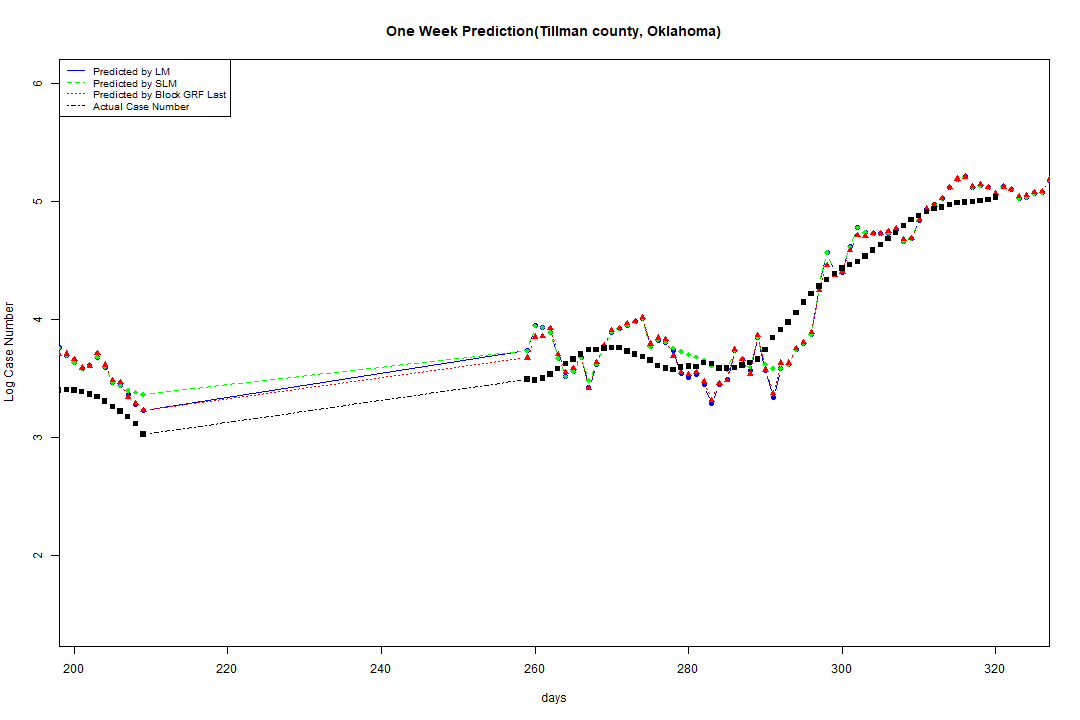 One Week Prediction(Tillman county, Oklahoma)
Predicted by LM
Predicted by SLM
Predicted by Block GRF Last
Actual Case Number
6
5
4
3
2
Log Case Number
200 220 240 260 280 300 320
days